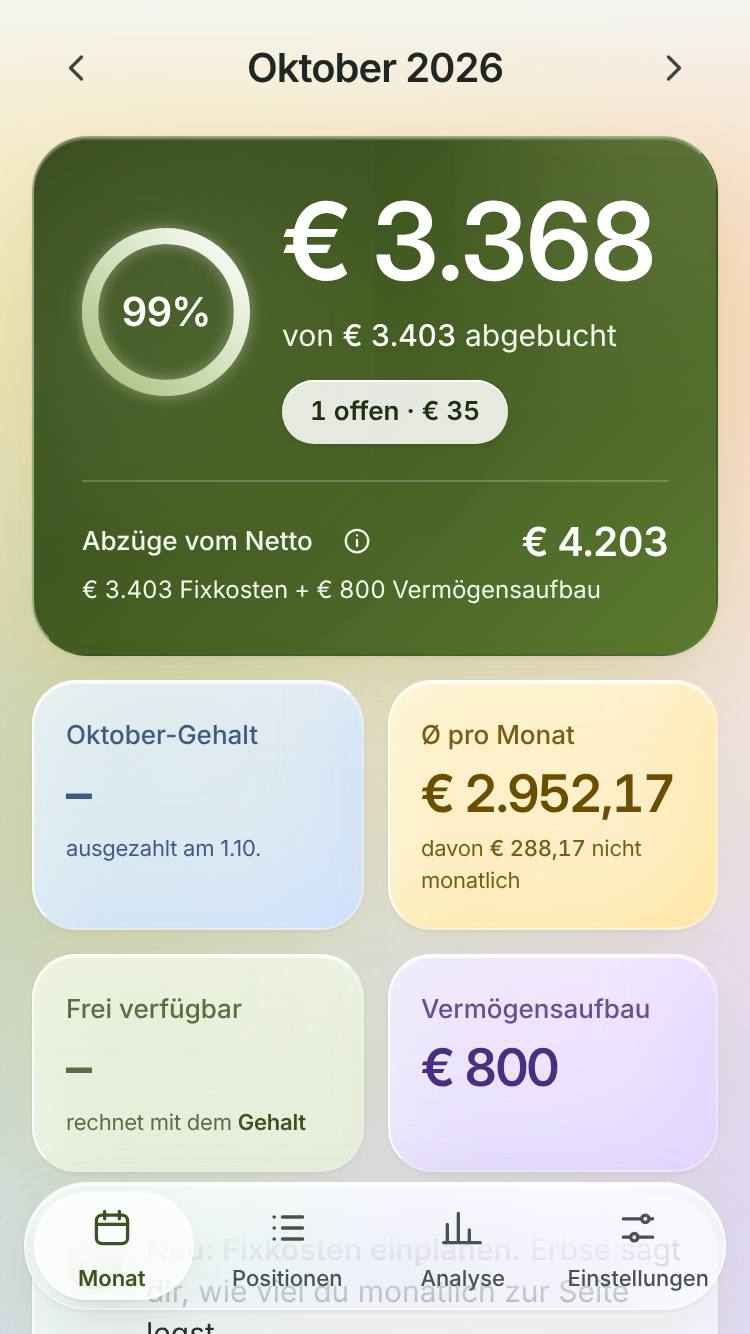 Oktober 2026
99%
€ 3.368
von € 3.403 abgebucht
1 offen · € 35
Abzüge vom Netto
€ 4.203
€ 3.403 Fixkosten + € 800 Vermögensaufbau
Oktober-Gehalt
–
ausgezahlt am 1.10.
Ø pro Monat
€ 2.952,17
davon € 288,17 nicht
monatlich
Frei verfügbar
–
rechnet mit dem Gehalt
Vermögensaufbau
€ 800
Neu: Fixkosten einplanen. Erbse sagt
dir, wie viel du monatlich zur Seite
legst
Monat
Positionen
Analyse
Einstellungen